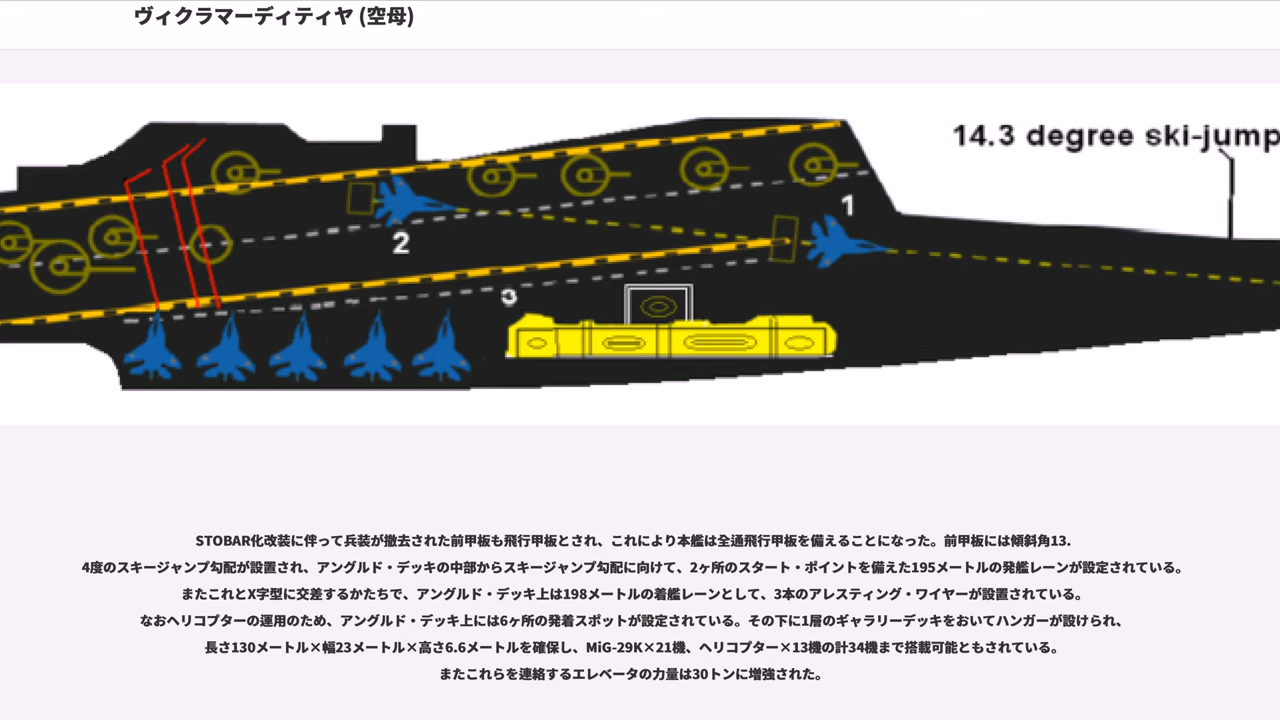 ヴィクラマーディティヤ (空母)
14.3 degree ski-jump
1
2
3
STOBAR化改装に伴って兵装が撤去された前甲板も飛行甲板とされ、これにより本艦は全通飛行甲板を備えることになった。前甲板には傾斜角13.
4度のスキージャンプ勾配が設置され、アングルド・デッキの中部からスキージャンプ勾配に向けて、2ヶ所のスタート・ポイントを備えた195メートルの発艦レーンが設定されている。
またこれとX字型に交差するかたちで、アングルド・デッキ上は198メートルの着艦レーンとして、3本のアレスティング・ワイヤーが設置されている。
なおヘリコプターの運用のため、アングルド・デッキ上には6ヶ所の発着スポットが設定されている。その下に1層のギャラリーデッキをおいてハンガーが設けられ、
長さ130メートル×幅23メートル×高さ6.6メートルを確保し、MiG-29K×21機、ヘリコプター×13機の計34機まで搭載可能ともされている。
またこれらを連絡するエレベータの力量は30トンに増強された。